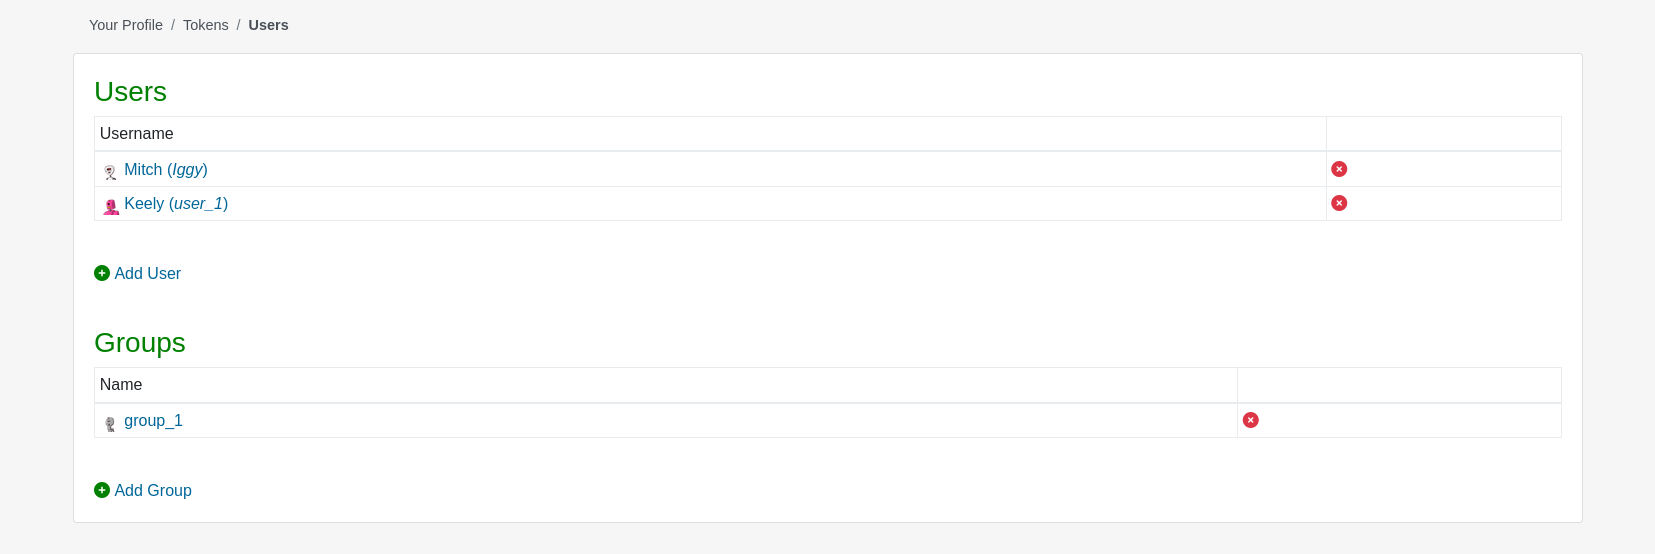 Your Profile / Tokens / Users
Users
Username
Mitch (Iggy)
Keely (user_1)
Add User
Groups
Name
group_1
Add Group